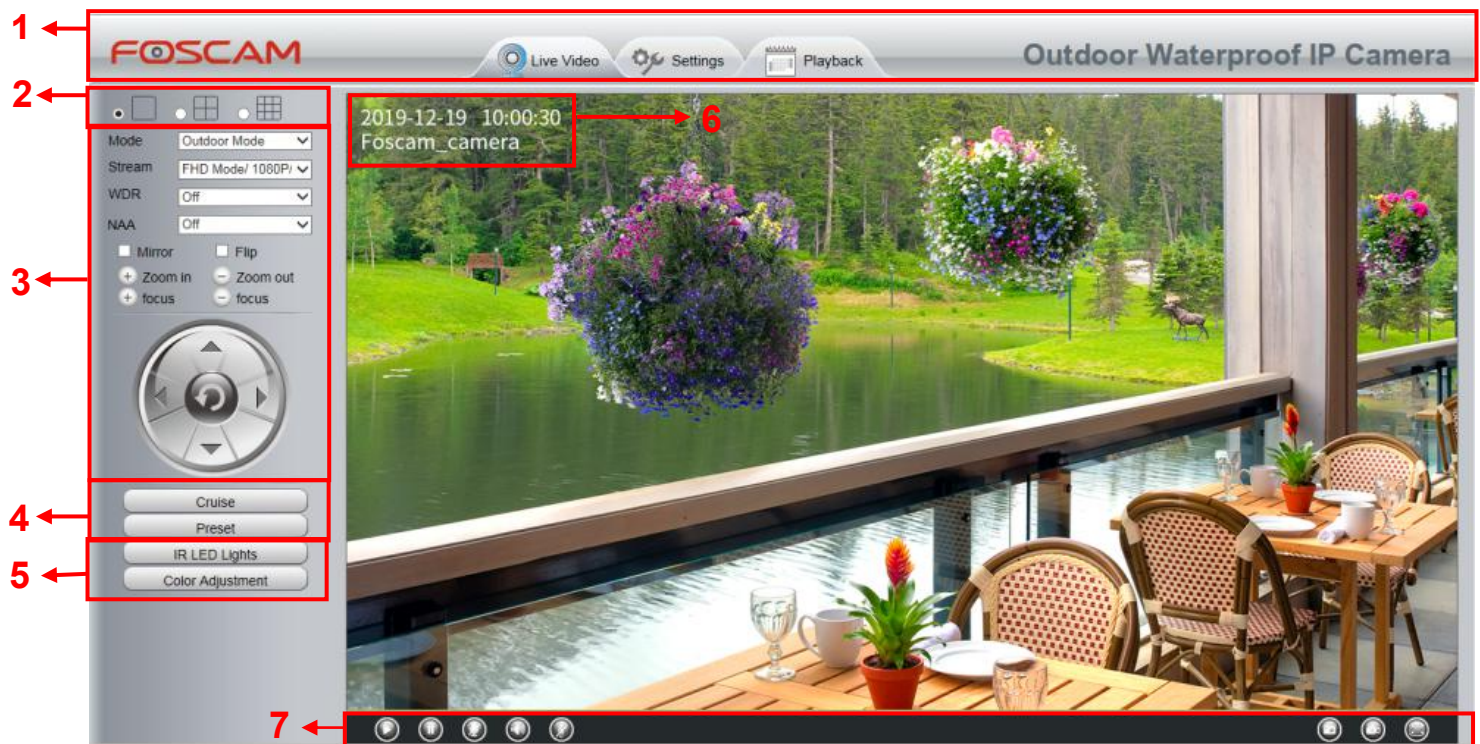 1
FOSCAM
Live Video
Settings
Playback
Outdoor Waterproof IP Camera
2
3
Mode
Outdoor Mode
Stream
FHD Mode/ 1080P/
WDR
Off
NAA
Off
Mirror
Flip
Zoom in
Zoom out
focus
focus
4
Cruise
Preset
5
IR LED Lights
Color Adjustment
2019-12-19 10:00:30
Foscam_camera
6
7